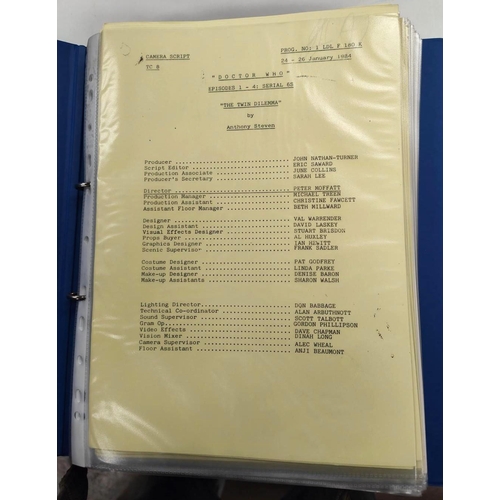 CAMERA SCRIPT
TC 8
PROG. NO: 1 LDL F 180 K
24 - 26 January 1984
"DOCTOR WHO"
EPISODES 1 - 4: SERIAL 6S
"THE TWIN DILEMMA"
by
Anthony Steven
Producer JOHN NATHAN-TURNER
Script Editor ERIC SAWARD
Production Associate JUNE COLLINS
Producer's Secretary SARAH LEE
Director PETER MOFFATT
Production Manager MICHAEL TREEN
Production Assistant CHRISTINE FAWCETT
Assistant Floor Manager BETH MILLWARD
Designer VAL WARRENDER
Design Assistant DAVID LASKEY
Visual Effects Designer STUART BRISDON
Props Buyer AL HUXLEY
Graphics Designer IAN HEWITT
Scenic Supervisor FRANK SADLER
Costume Designer PAT GODFREY
Costume Assistant LINDA PARKE
Make-up Designer DENISE BARON
Make-up Assistants SHARON WALSH
Lighting Director DON BABBAGE
Technical Co-ordinator ALAN ARBUTHNOTT
Sound Supervisor SCOTT TALBOTT
Gram Op GORDON PHILLIPSON
Video Effects DAVE CHAPMAN
Vision Mixer DINAH LONG
Camera Supervisor ALEC WHEAL
Floor Assistant ANJI BEAUMONT